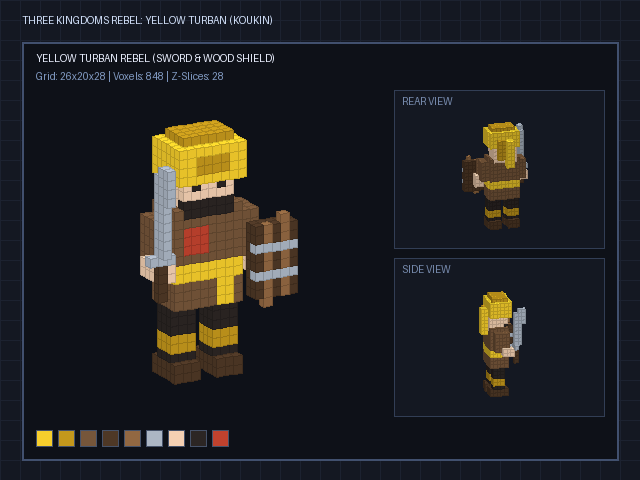 THREE KINGDOMS REBEL: YELLOW TURBAN (KOUKIN)
YELLOW TURBAN REBEL (SWORD & WOOD SHIELD)
Grid: 26x20x28 | Voxels: 848 | Z-Slices: 28
REAR VIEW
SIDE VIEW